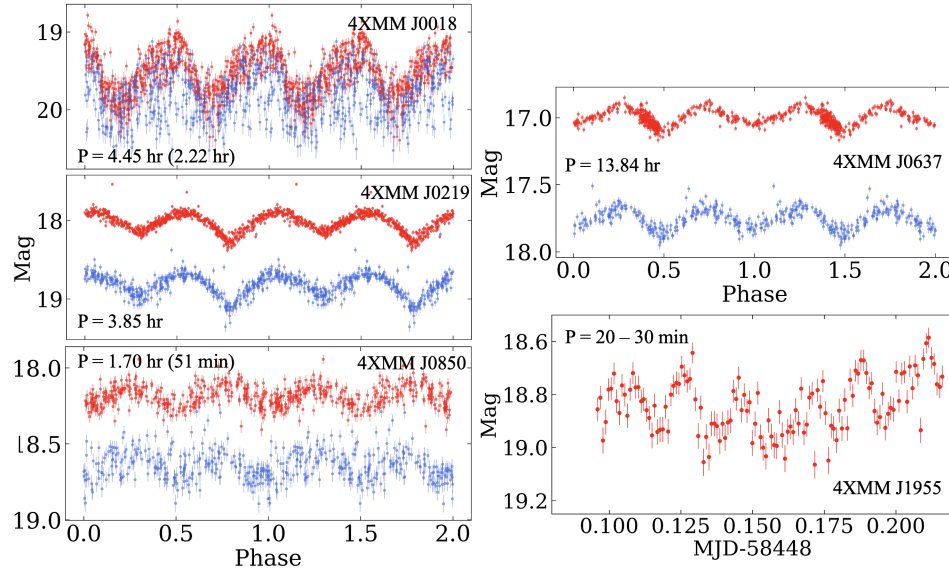 4XMM J0018
19
20
P = 4.45 hr (2.22 hr)
4XMM J0219
18
19
P = 3.85 hr
Mag
P = 1.70 hr (51 min)
4XMM J0850
18.0
18.5
19.0
0.0 0.5 1.0 1.5 2.0
Phase
17.0
P = 13.84 hr
4XMM J0637
17.5
18.0
Mag
0.0 0.5 1.0 1.5 2.0
Phase
P = 20 – 30 min
18.6
18.8
19.0
19.2
Mag
4XMM J1955
0.100 0.125 0.150 0.175 0.200
MJD-58448